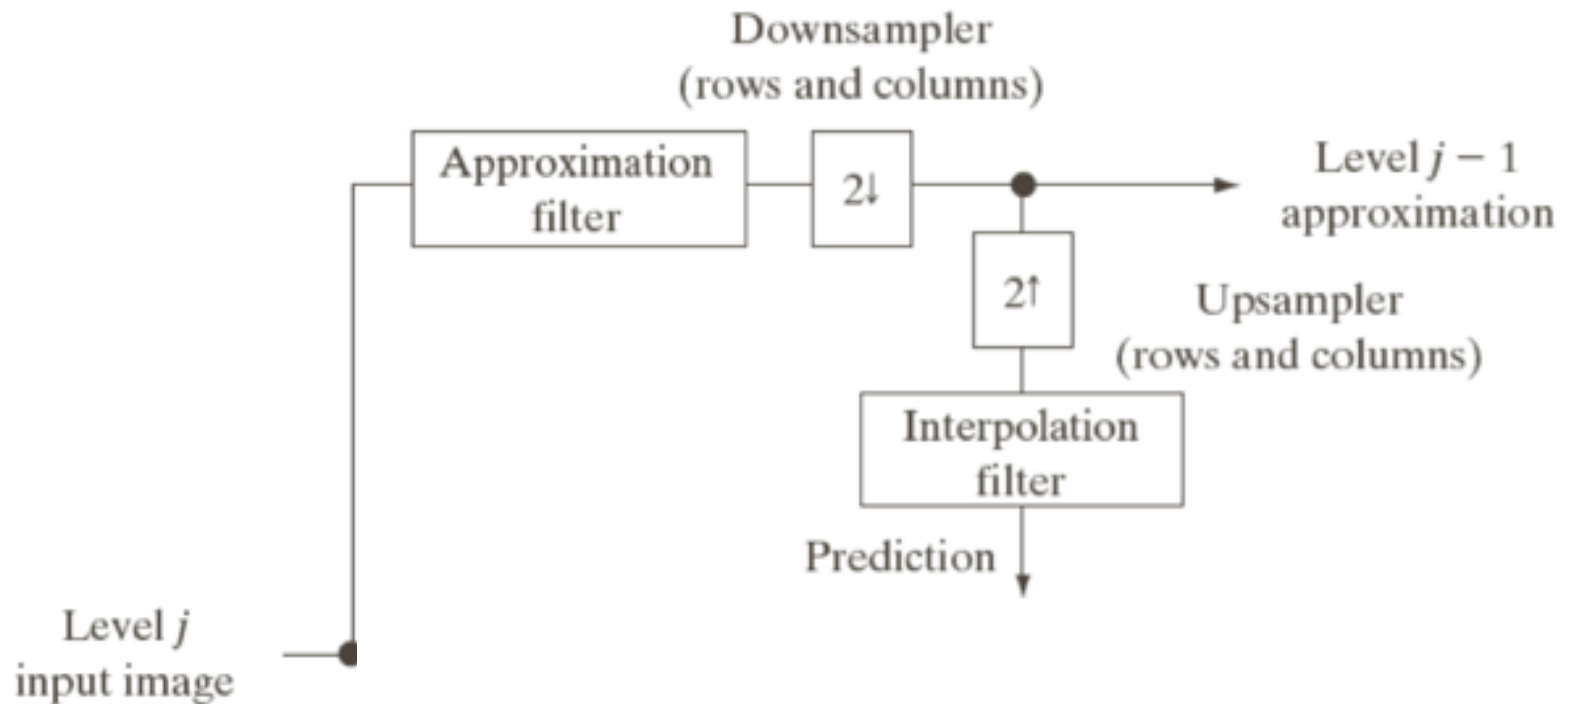 Downsampler
(rows and columns)
Approximation
filter
2↓
Level j − 1
approximation
2↑
Upsampler
(rows and columns)
Interpolation
filter
Prediction
Level j
input image